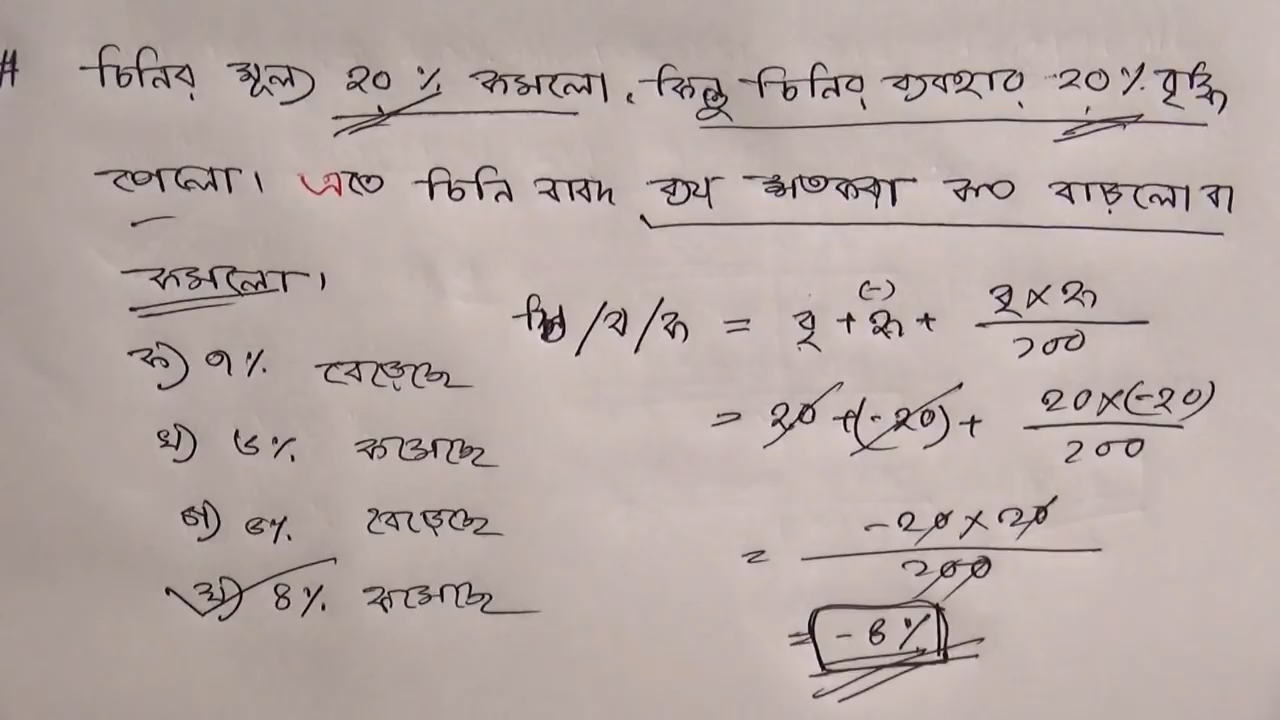 # চিনির মূল্য ২০% কমলো, কিন্তু চিনির ব্যবহার ২০% বৃদ্ধি
পেলো। এতে চিনি বাবদ ব্যয় শতকরা কত বাড়লো বা
কমলো।
ক) ৭% বেড়েছে
খ) ৬% কমেছে
গ) ৬% বেড়েছে
ঘ) ৪% কমেছে
/ব/ক = বৃ + হ্রা(-) + বৃ × হ্রা / ১০০
= ২০ + (-২০) + ২০×(-২০) / ১০০
= -২০ × ২০ / ১০০
= -৪%